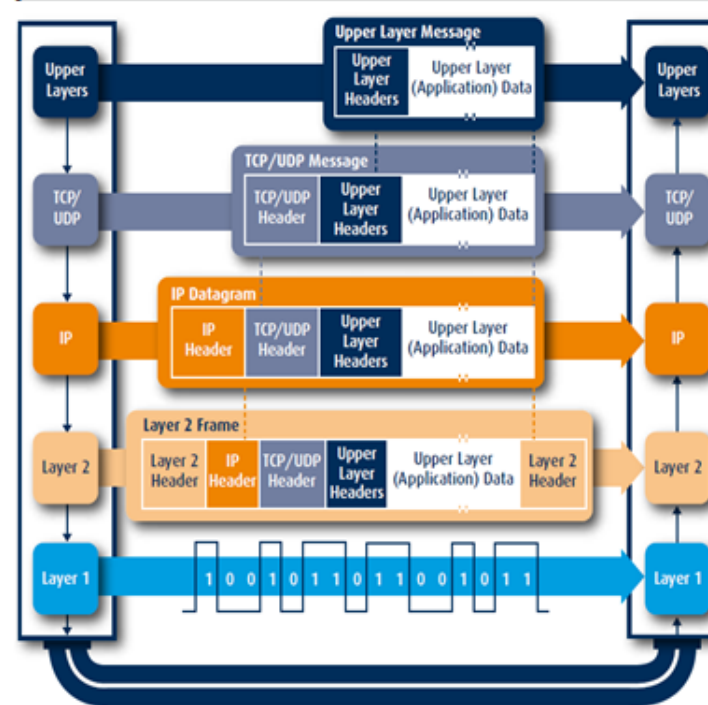 Upper Layer Message
Upper
Layers
Upper
Layer
Headers
Upper Layer
(Application) Data
Upper
Layers
TCP/UDP Message
TCP/
UDP
TCP/UDP
Header
Upper
Layer
Headers
Upper Layer
(Application) Data
TCP/
UDP
IP Datagram
IP
IP
Header
TCP/UDP
Header
Upper
Layer
Headers
Upper Layer
(Application) Data
IP
Layer 2 Frame
Layer 2
Layer 2
Header
IP
Header
TCP/UDP
Header
Upper
Layer
Headers
Upper Layer
(Application) Data
Layer 2
Header
Layer 2
Layer 1
1 0 0 1 0 1 1 0 1 1 0 0 1 0 1 1
Layer 1